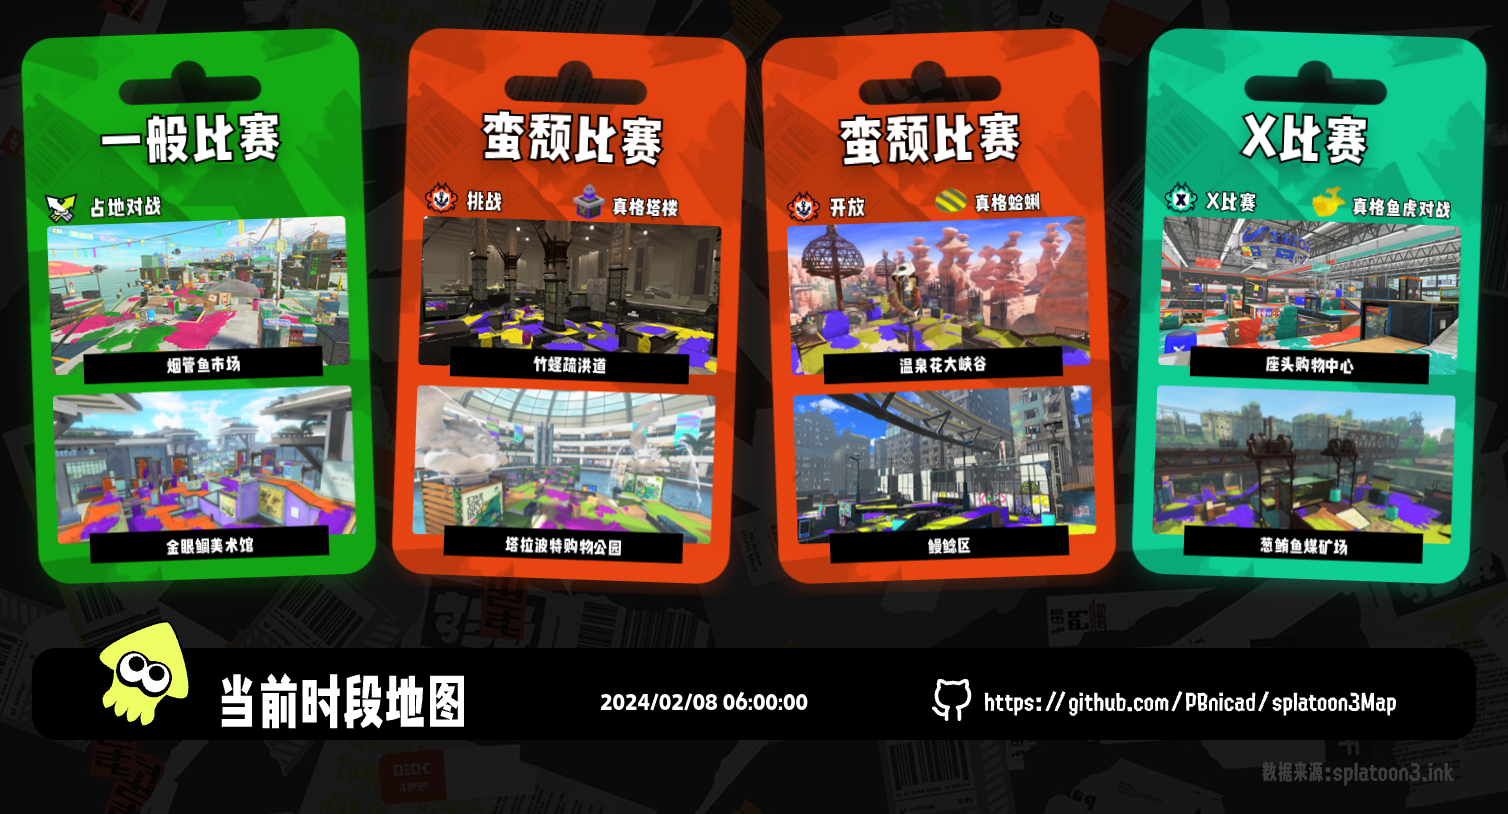 一般比赛
占地对战
烟管鱼市场
金眼鲷美术馆
蛮颓比赛
挑战
真格塔楼
竹蛏疏洪道
塔拉波特购物公园
蛮颓比赛
开放
真格蛤蜊
温泉花大峡谷
鳗鲶区
X比赛
X比赛
真格鱼虎对战
座头购物中心
葱鲔鱼煤矿场
当前时段地图
2024/02/08 06:00:00
https://github.com/PBnicad/splatoon3Map
数据来源:splatoon3.ink